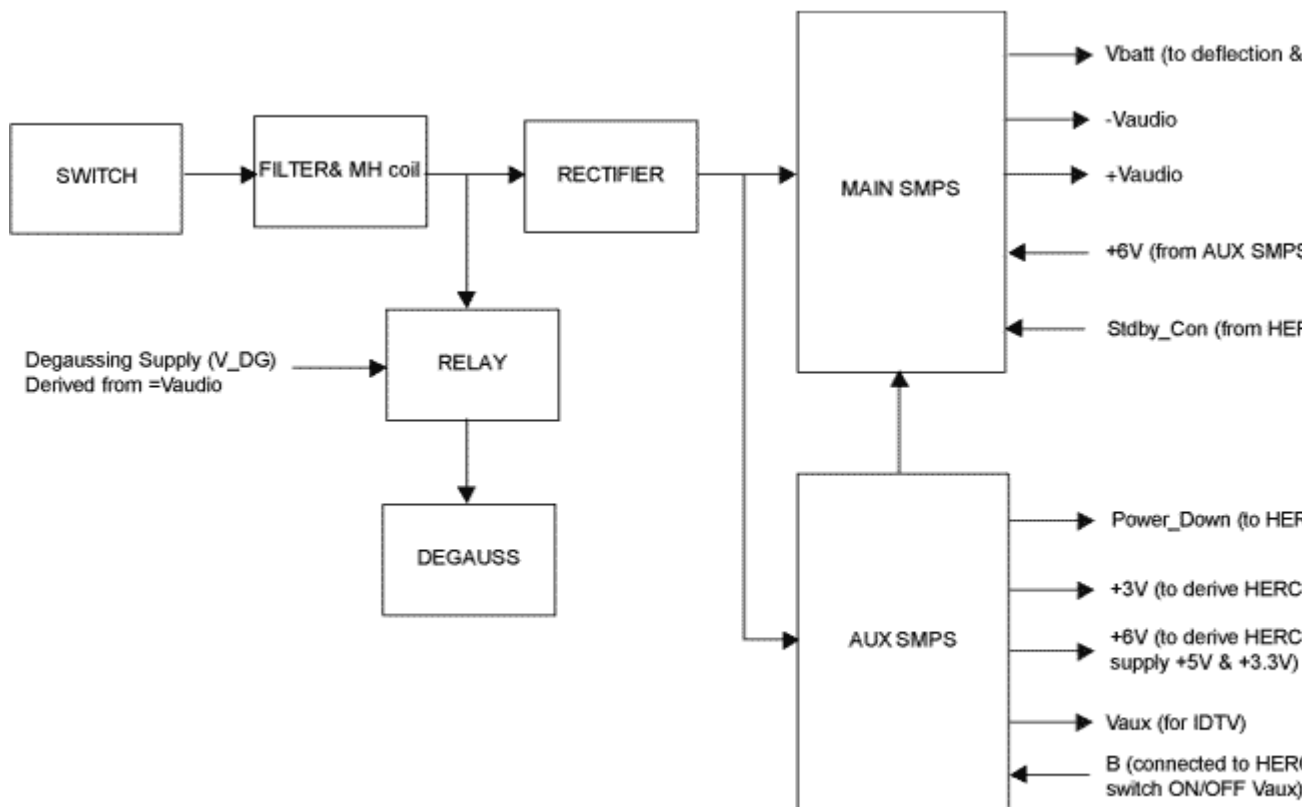 Vbatt (to deflection &
-Vaudio
+Vaudio
+6V (from AUX SMPS
Stdby_Con (from HER
SWITCH
FILTER& MH coil
RECTIFIER
MAIN SMPS
RELAY
Degaussing Supply (V_DG)
Derived from =Vaudio
DEGAUSS
AUX SMPS
Power_Down (to HER
+3V (to derive HERC
+6V (to derive HERC
supply +5V & +3.3V)
Vaux (for IDTV)
B (connected to HER
switch ON/OFF Vaux)